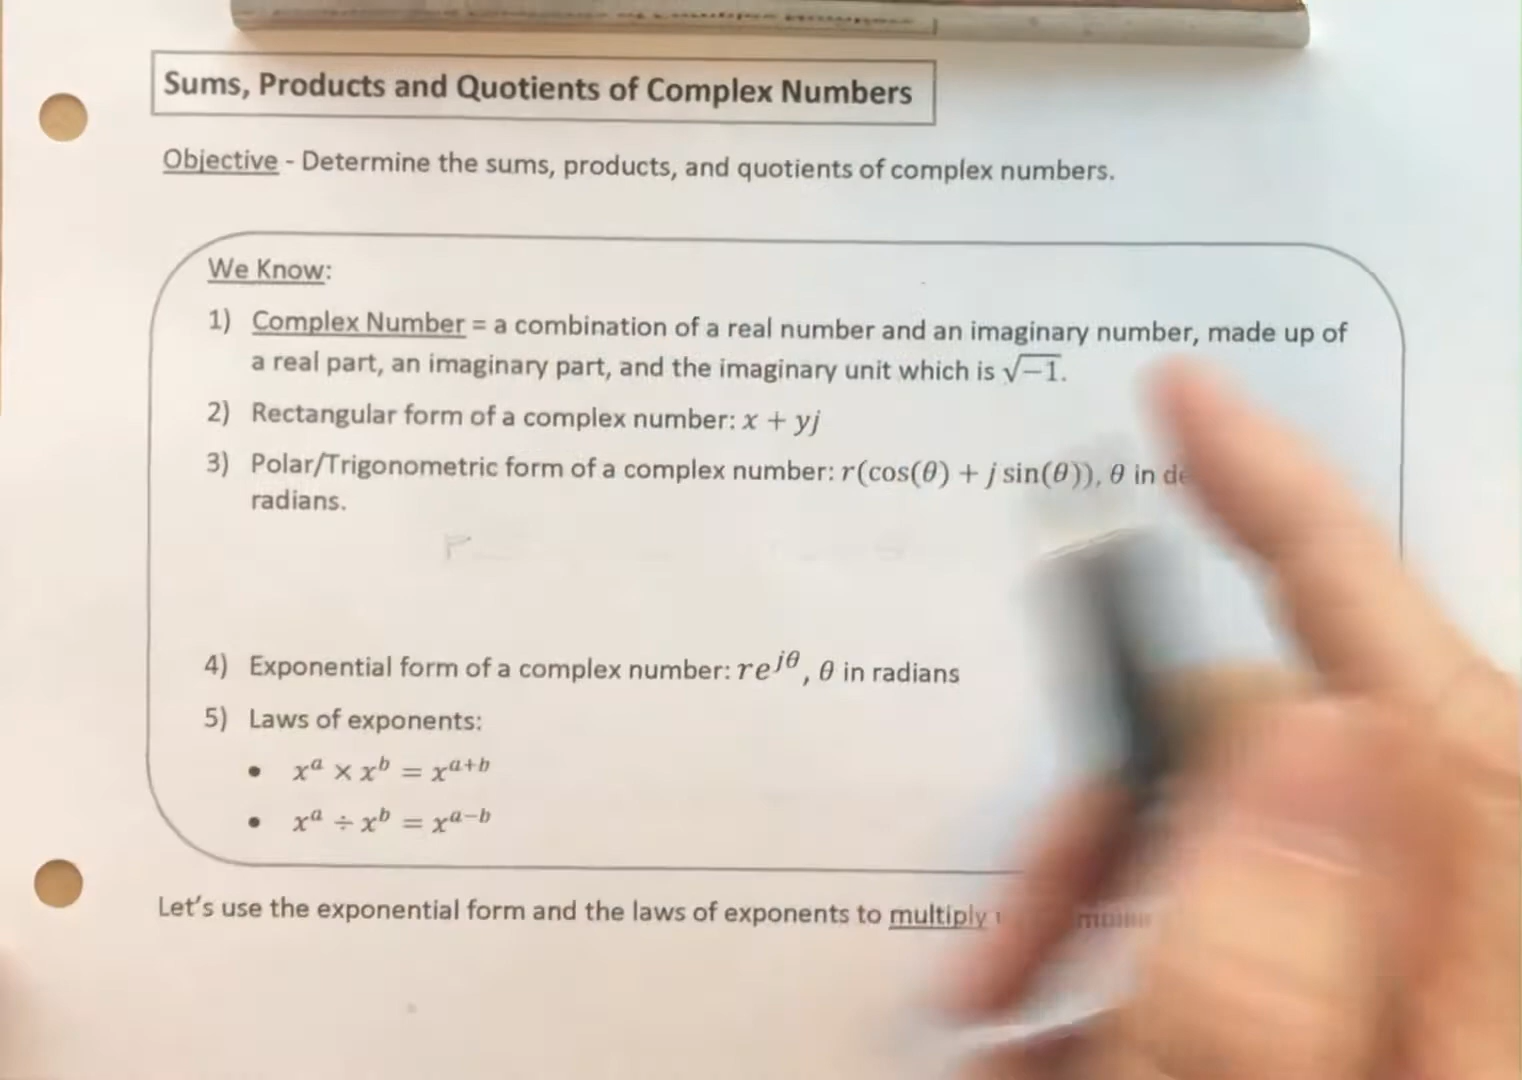 Sums, Products and Quotients of Complex Numbers
Objective - Determine the sums, products, and quotients of complex numbers.
We Know:
1) Complex Number = a combination of a real number and an imaginary number, made up of
a real part, an imaginary part, and the imaginary unit which is √−1.
2) Rectangular form of a complex number: x + yj
3) Polar/Trigonometric form of a complex number: r(cos(θ) + j sin(θ)), θ in
radians.
4) Exponential form of a complex number: re^{jθ}, θ in radians
5) Laws of exponents:
• x^a × x^b = x^{a+b}
• x^a ÷ x^b = x^{a−b}
Let's use the exponential form and the laws of exponents to multiply